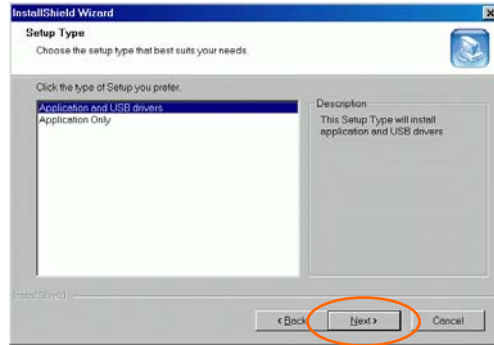 InstallShield Wizard
Setup Type
Choose the setup type that best suits your needs.
Click the type of Setup you prefer.
Application and USB drivers
Application Only
Description
This Setup Type will install
application and USB drivers
InstallShield
< Back
Next >
Cancel